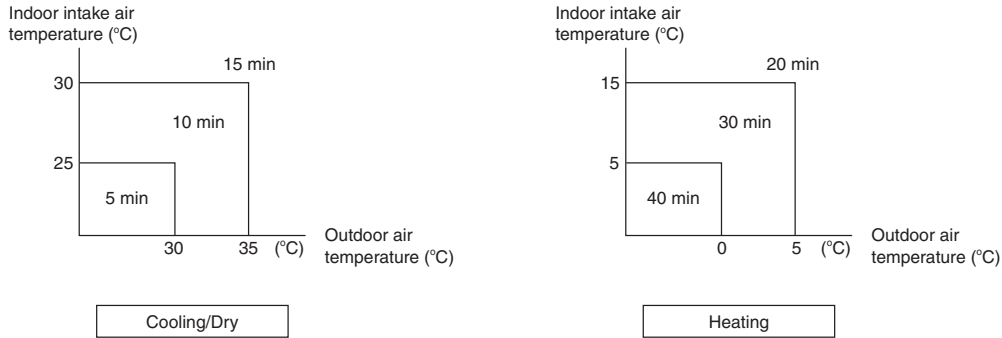 Indoor intake air
temperature (°C)
15 min
30
10 min
25
5 min
30
35
(°C)
Outdoor air
temperature (°C)
Cooling/Dry
Indoor intake air
temperature (°C)
20 min
15
30 min
5
40 min
0
5
(°C)
Outdoor air
temperature (°C)
Heating